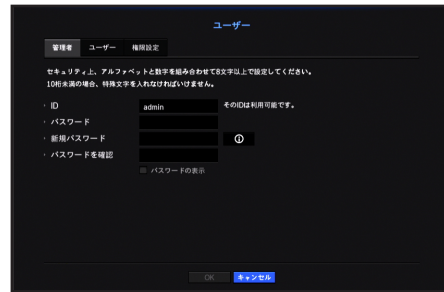 ユーザー
管理者 ユーザー 権限設定
セキュリティ上、アルファベットと数字を組み合わせて8文字以上で設定してください。
10桁未満の場合、特殊文字を入れなければいけません。
ID admin そのIDは利用可能です。
パスワード
新規パスワード
パスワードを確認
パスワードの表示
OK キャンセル